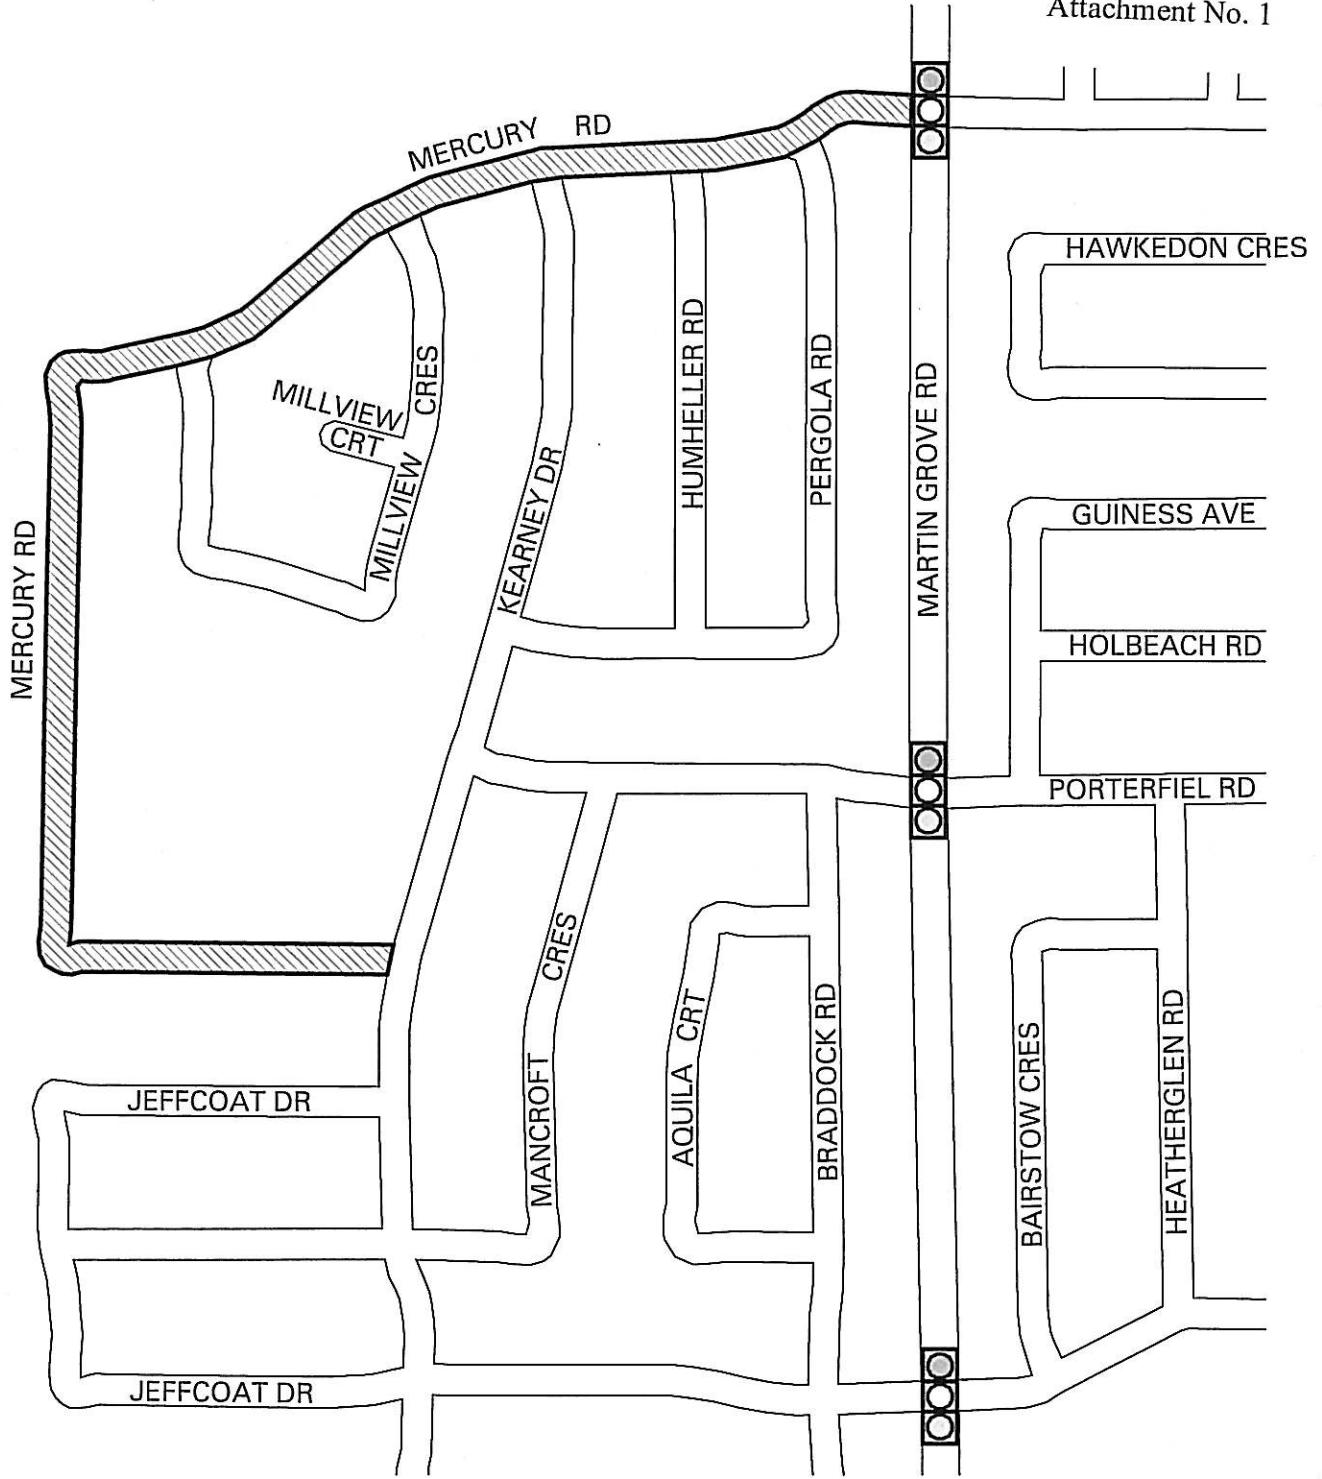 Attachment No. 1
MERCURY RD
HAWKEDON CRES
MILLVIEW
CRT
CRES
MILLVIEW
KEARNEY DR
HUMHELLER RD
PERGOLA RD
MARTIN GROVE RD
GUINESS AVE
MERCURY RD
HOLBEACH RD
PORTERFIEL RD
MANCROFT CRES
AQUILA CRT
BRADDOCK RD
BAIRSTOW CRES
HEATHERGLEN RD
JEFFCOAT DR
JEFFCOAT DR